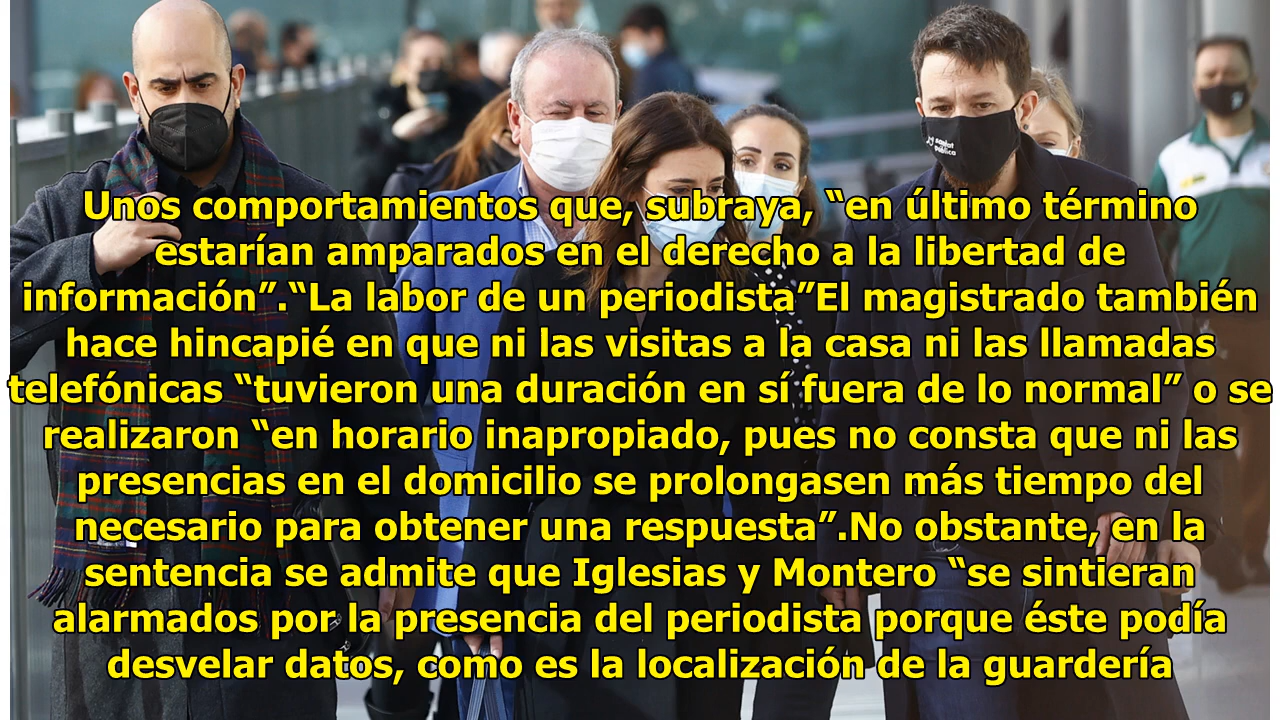 sanitat
pública
Unos comportamientos que, subraya, “en último término
estarían amparados en el derecho a la libertad de
información”.“La labor de un periodista”El magistrado también
hace hincapié en que ni las visitas a la casa ni las llamadas
telefónicas “tuvieron una duración en sí fuera de lo normal” o se
realizaron “en horario inapropiado, pues no consta que ni las
presencias en el domicilio se prolongasen más tiempo del
necesario para obtener una respuesta”.No obstante, en la
sentencia se admite que Iglesias y Montero “se sintieran
alarmados por la presencia del periodista porque éste podía
desvelar datos, como es la localización de la guardería